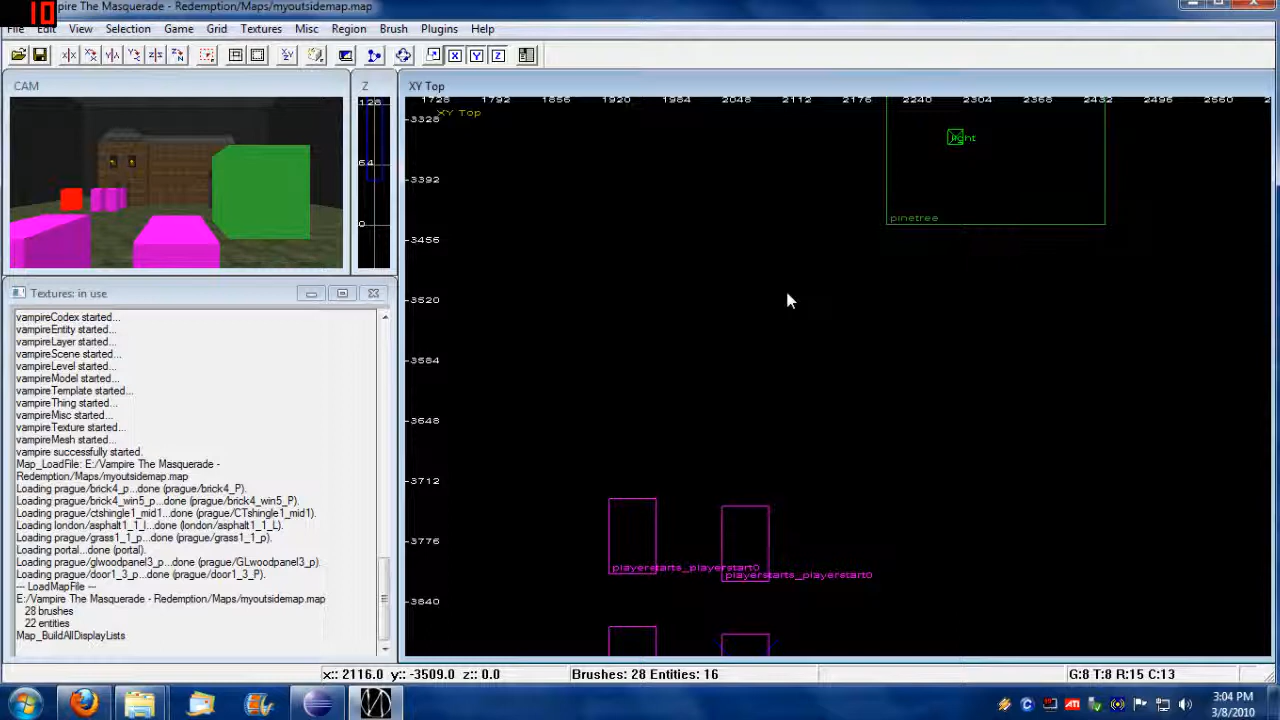 10
pire The Masquerade - Redemption/Maps/myoutsidemap.map
File Edit View Selection Game Grid Textures Misc Region Brush Plugins Help
X Y Z
CAM
Z
XY Top
128
64
0
1728 1792 1856 1920 1984 2048 2112 2176 2240 2304 2368 2432 2496 2560 2
XY Top
3328
3392
3456
3520
3584
3648
3712
3776
3840
light
pinetree
playerstarts_playerstart0
playerstarts_playerstart0
Textures: in use
vampireCodex started...
vampireEntity started...
vampireLayer started...
vampireScene started...
vampireLevel started...
vampireModel started...
vampireTemplate started...
vampireThing started...
vampireMisc started...
vampireTexture started...
vampireMesh started...
vampire successfully started.
Map_LoadFile: E:/Vampire The Masquerade -
Redemption/Maps/myoutsidemap.map
Loading prague/brick4_p...done (prague/brick4_P).
Loading prague/brick4_win5_p...done (prague/brick4_win5_P).
Loading prague/ctshingle1_mid1...done (prague/CTshingle1_mid1).
Loading london/asphalt1_1_l...done (london/asphalt1_1_L).
Loading prague/grass1_1_p...done (prague/grass1_1_p).
Loading portal...done (portal).
Loading prague/glwoodpanel3_p...done (prague/GLwoodpanel3_p).
Loading prague/door1_3_p...done (prague/door1_3_P).
--- LoadMapFile ---
E:/Vampire The Masquerade - Redemption/Maps/myoutsidemap.map
28 brushes
22 entities
Map_BuildAllDisplayLists
x:: 2116.0 y:: -3509.0 z:: 0.0
Brushes: 28 Entities: 16
G:8 T:8 R:15 C:13
3:04 PM
3/8/2010